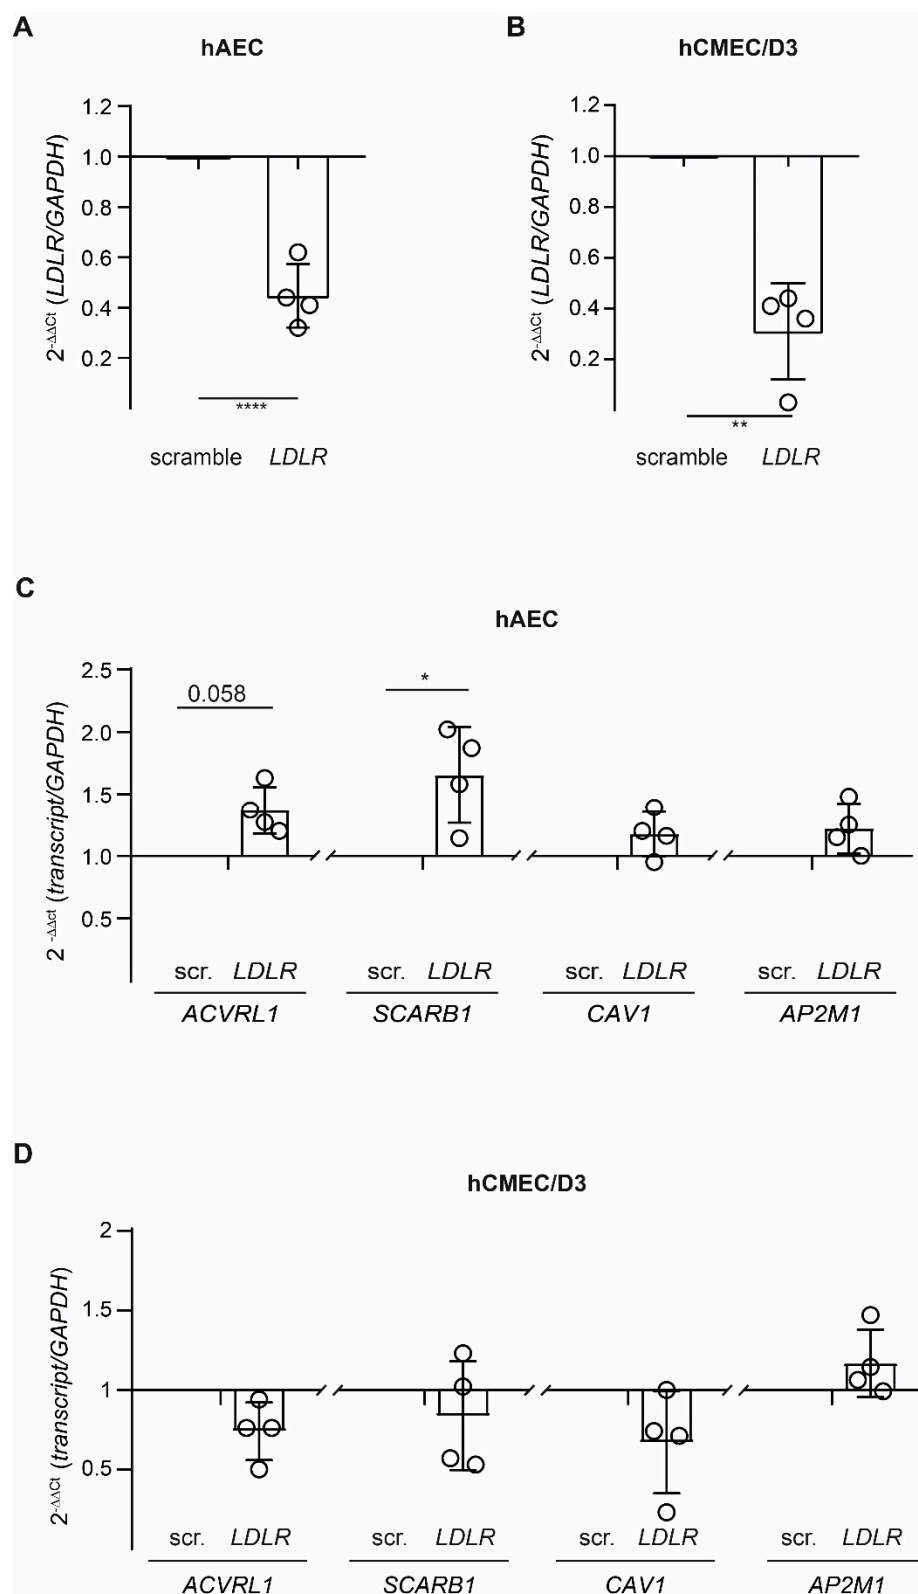 A
hAEC
2^-ΔΔCt (LDLR/GAPDH)
1.2
1.0
0.8
0.6
0.4
0.2
****
scramble LDLR
B
hCMEC/D3
2^-ΔΔCt (LDLR/GAPDH)
1.2
1.0
0.8
0.6
0.4
0.2
**
scramble LDLR
C
hAEC
2^-ΔΔct (transcript/GAPDH)
2.5
2.0
1.5
1.0
0.5
0.058
*
scr. LDLR scr. LDLR scr. LDLR scr. LDLR
ACVRL1 SCARB1 CAV1 AP2M1
D
hCMEC/D3
2^-ΔΔCt (transcript/GAPDH)
2
1.5
1
0.5
scr. LDLR scr. LDLR scr. LDLR scr. LDLR
ACVRL1 SCARB1 CAV1 AP2M1